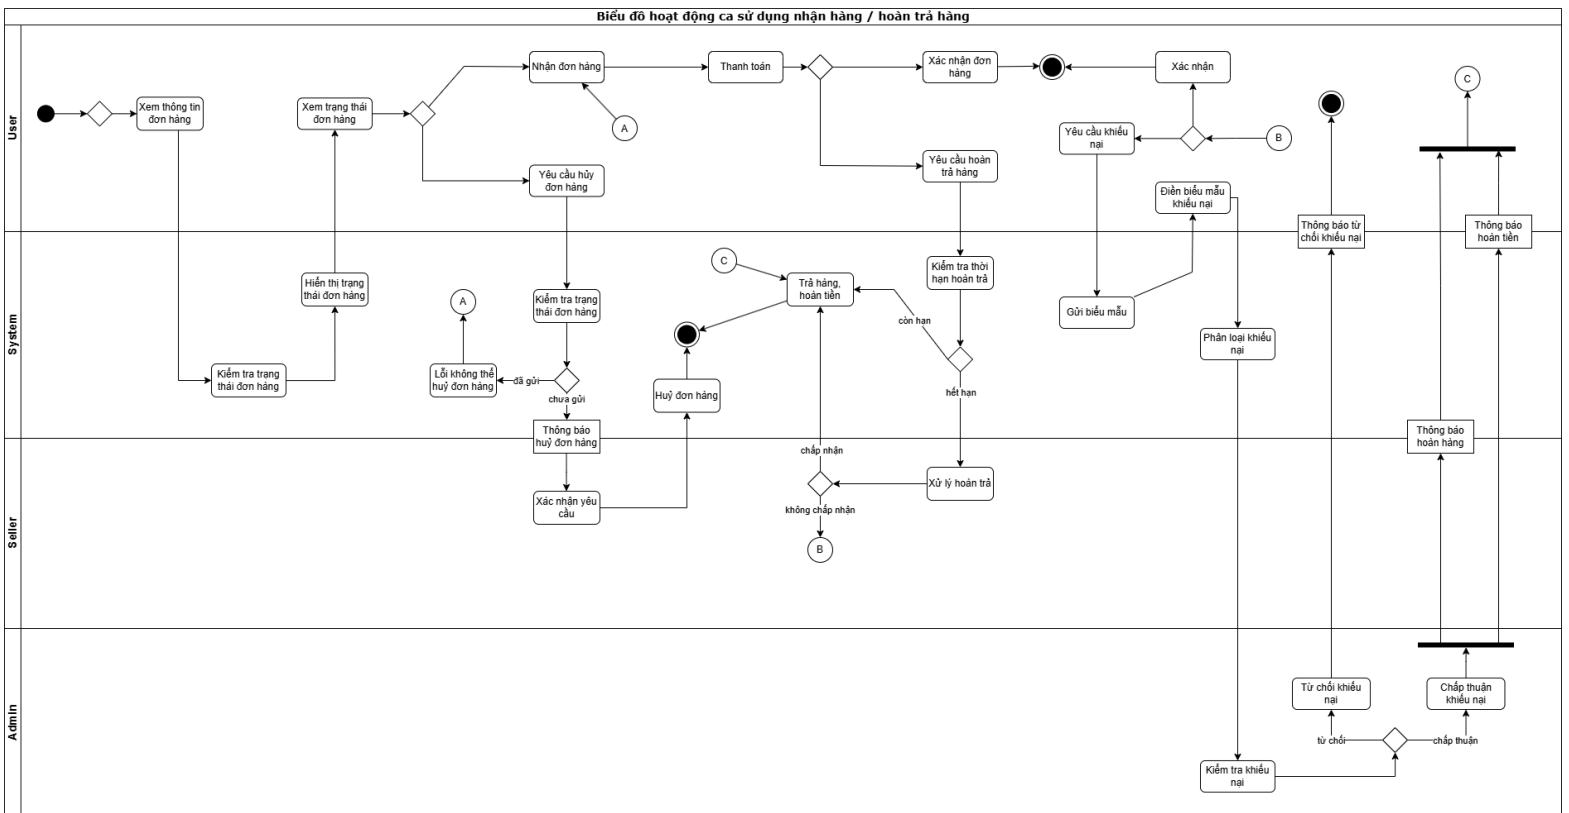 Biểu đồ hoạt động ca sử dụng nhận hàng / hoàn trả hàng
User
Xem thông tin
đơn hàng
Xem trạng thái
đơn hàng
Nhận đơn hàng
A
Yêu cầu hủy
đơn hàng
Thanh toán
Xác nhận đơn
hàng
Yêu cầu hoàn
trả hàng
Xác nhận
Yêu cầu khiếu
nại
B
Điền biểu mẫu
khiếu nại
C
Thông báo từ
chối khiếu nại
Thông báo
hoàn tiền
System
Hiển thị trạng
thái đơn hàng
Kiểm tra trạng
thái đơn hàng
A
Lỗi không thể
huỷ đơn hàng
đã gửi
Kiểm tra trạng
thái đơn hàng
chưa gửi
Thông báo
huỷ đơn hàng
Huỷ đơn hàng
C
Trả hàng,
hoàn tiền
còn hạn
Kiểm tra thời
hạn hoàn trả
hết hạn
Gửi biểu mẫu
Phân loại khiếu
nại
Thông báo
hoàn hàng
Seller
Xác nhận yêu
cầu
chấp nhận
không chấp nhận
B
Xử lý hoàn trả
Admin
Từ chối khiếu
nại
Chấp thuận
khiếu nại
từ chối
chấp thuận
Kiểm tra khiếu
nại